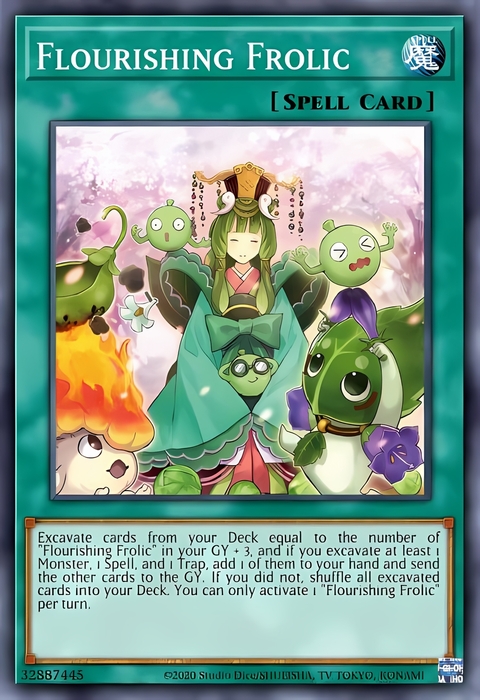 FLOURISHING FROLIC
[SPELL CARD]
Excavate cards from your Deck equal to the number of
"Flourishing Frolic" in your GY + 3, and if you excavate at least 1
Monster, 1 Spell, and 1 Trap, add 1 of them to your hand and send
the other cards to the GY. If you did not, shuffle all excavated
cards into your Deck. You can only activate 1 "Flourishing Frolic"
per turn.
32887445
©2020 Studio Dice/SHUEISHA, TV TOKYO, KONAMI